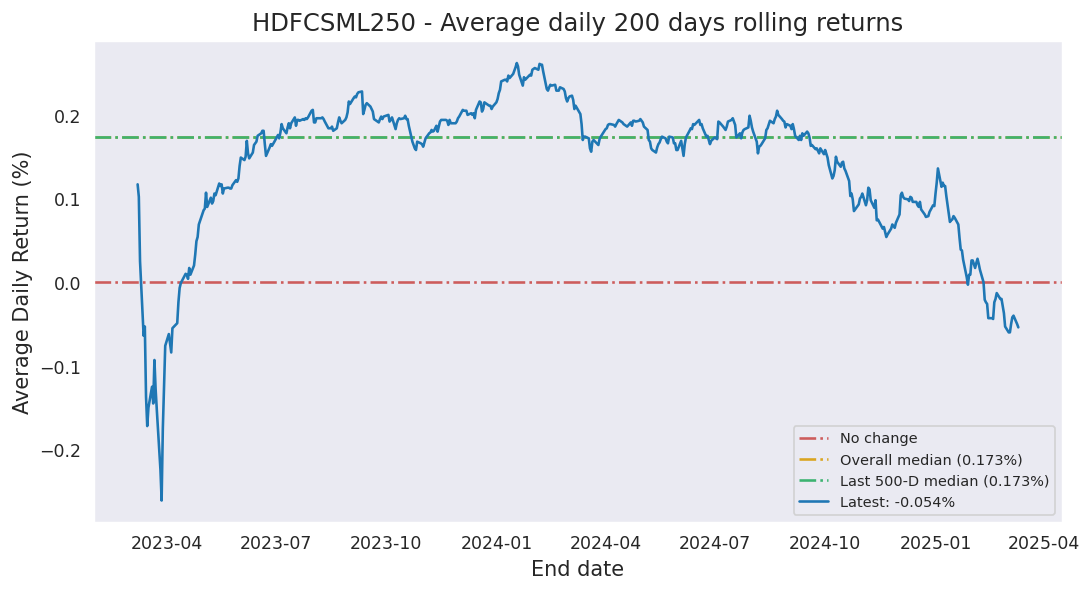 HDFCSML250 - Average daily 200 days rolling returns
Average Daily Return (%)
0.2
0.1
0.0
−0.1
−0.2
No change
Overall median (0.173%)
Last 500-D median (0.173%)
Latest: -0.054%
2023-04 2023-07 2023-10 2024-01 2024-04 2024-07 2024-10 2025-01 2025-04
End date